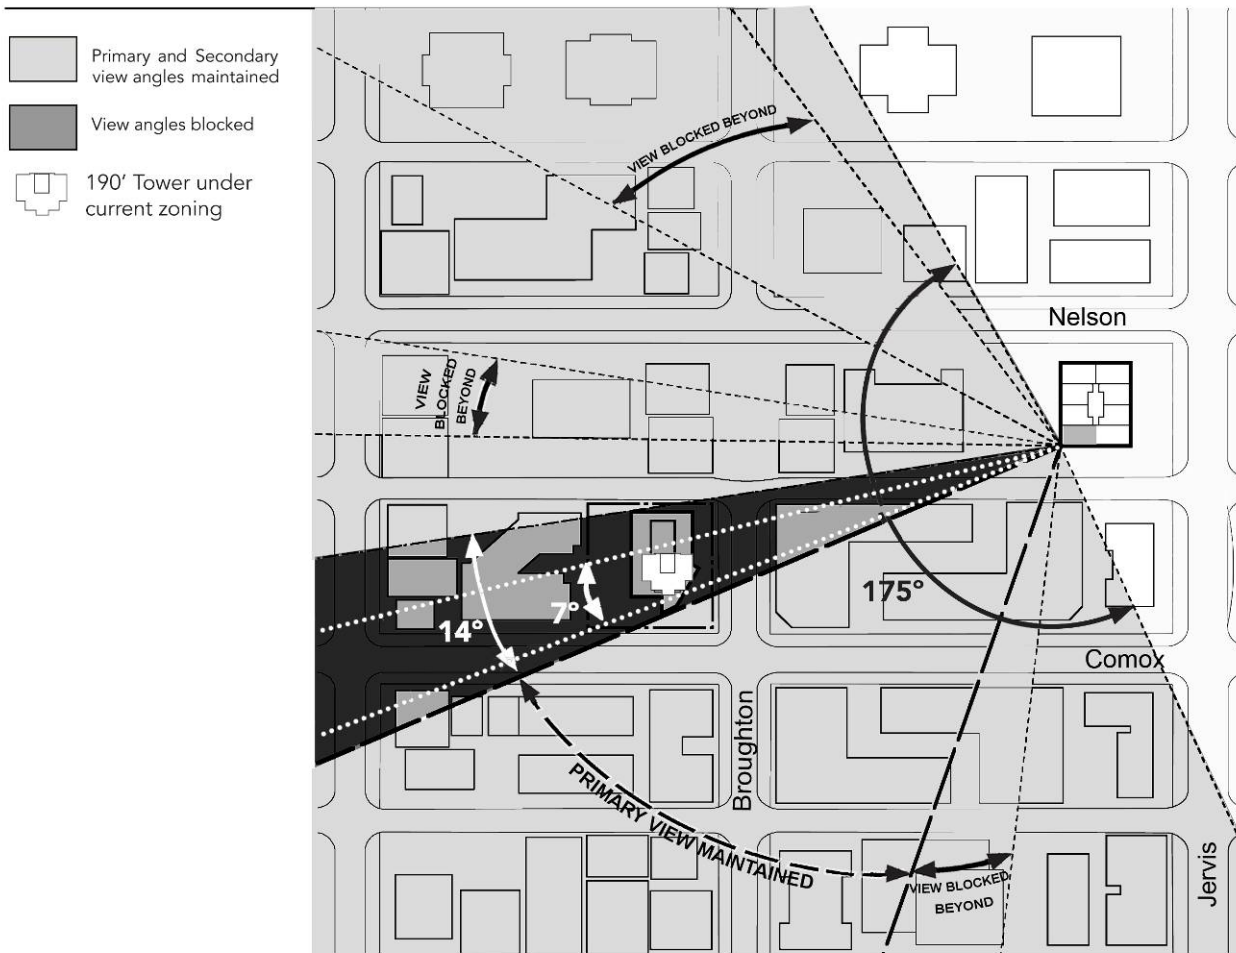 Primary and Secondary
view angles maintained
View angles blocked
190' Tower under
current zoning
VIEW BLOCKED BEYOND
Nelson
VIEW
BLOCKED
BEYOND
175°
7°
14°
Comox
Broughton
PRIMARY VIEW MAINTAINED
Jervis
VIEW BLOCKED
BEYOND